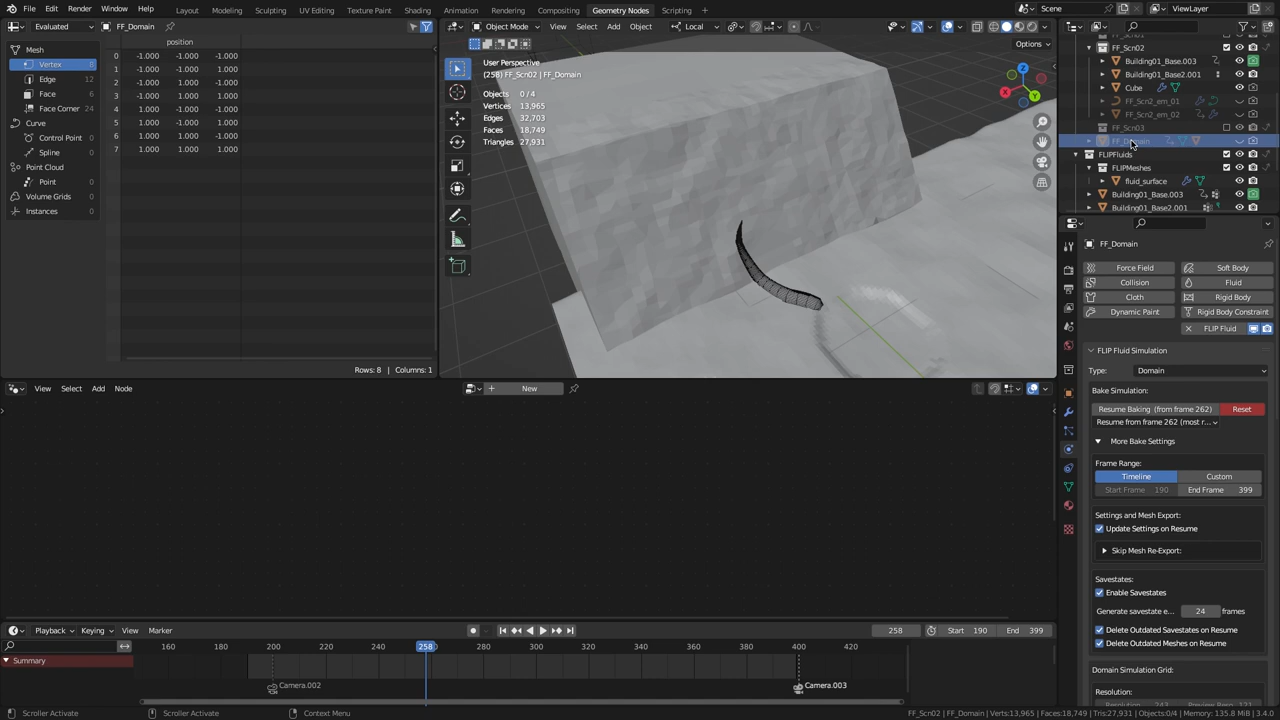 File Edit Render Window Help Layout Modeling Sculpting UV Editing Texture Paint Shading Animation Rendering Compositing Geometry Nodes Scripting Scene ViewLayer
Evaluated FF_Domain
Object Mode View Select Add Object Local
Options
position
Mesh
Vertex 8
Edge 12
Face 6
Face Corner 24
Curve
Control Point
Spline
Point Cloud
Point
Volume Grids
Instances
0 -1.000 -1.000 -1.000
1 -1.000 -1.000 1.000
2 -1.000 1.000 -1.000
3 -1.000 1.000 1.000
4 1.000 -1.000 -1.000
5 1.000 -1.000 1.000
6 1.000 1.000 -1.000
7 1.000 1.000 1.000
Rows: 8 | Columns: 1
User Perspective
(258) FF_Scn02 | FF_Domain
Objects 0/4
Vertices 13,965
Edges 32,703
Faces 18,749
Triangles 27,931
Z
X
FF_Scn01
FF_Scn02
Building01_Base.003
Building01_Base2.001
Cube
FF_Scn2_em_01
FF_Scn2_em_02
FF_Scn03
FF_Domain
FLIPFluids
FLIPMeshes
fluid_surface
Building01_Base.003
Building01_Base2.001
FF_Domain
Force Field Soft Body
Collision Fluid
Cloth Rigid Body
Dynamic Paint Rigid Body Constraint
FLIP Fluid
FLIP Fluid Simulation
Type: Domain
Bake Simulation:
Resume Baking (from frame 262) Reset
Resume from frame 262 (most r...
More Bake Settings
Frame Range:
Timeline Custom
Start Frame 190 End Frame 399
Settings and Mesh Export:
Update Settings on Resume
Skip Mesh Re-Export:
Savestates:
Enable Savestates
Generate savestate e... 24 frames
Delete Outdated Savestates on Resume
Delete Outdated Meshes on Resume
Domain Simulation Grid:
Resolution:
View Select Add Node
New
Playback Keying View Marker
258 Start 190 End 399
160 180 200 220 240 258 280 300 320 340 360 380 400 420
Summary
Camera.002 Camera.003
Scroller Activate Scroller Activate Context Menu
FF_Scn02 | FF_Domain | Verts:13,965 | Faces:18,749 | Tris:27,931 | Objects:0/4 | Memory: 135.8 MiB | 3.4.0